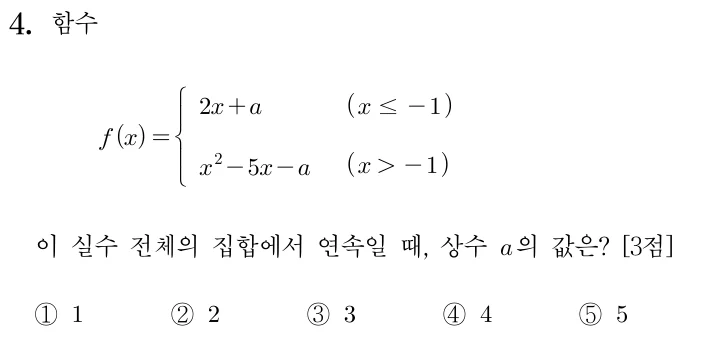 4. 함수
f(x) = { 2x+a (x ≤ −1)
x²−5x−a (x > −1)
이 실수 전체의 집합에서 연속일 때, 상수 a의 값은? [3점]
① 1 ② 2 ③ 3 ④ 4 ⑤ 5